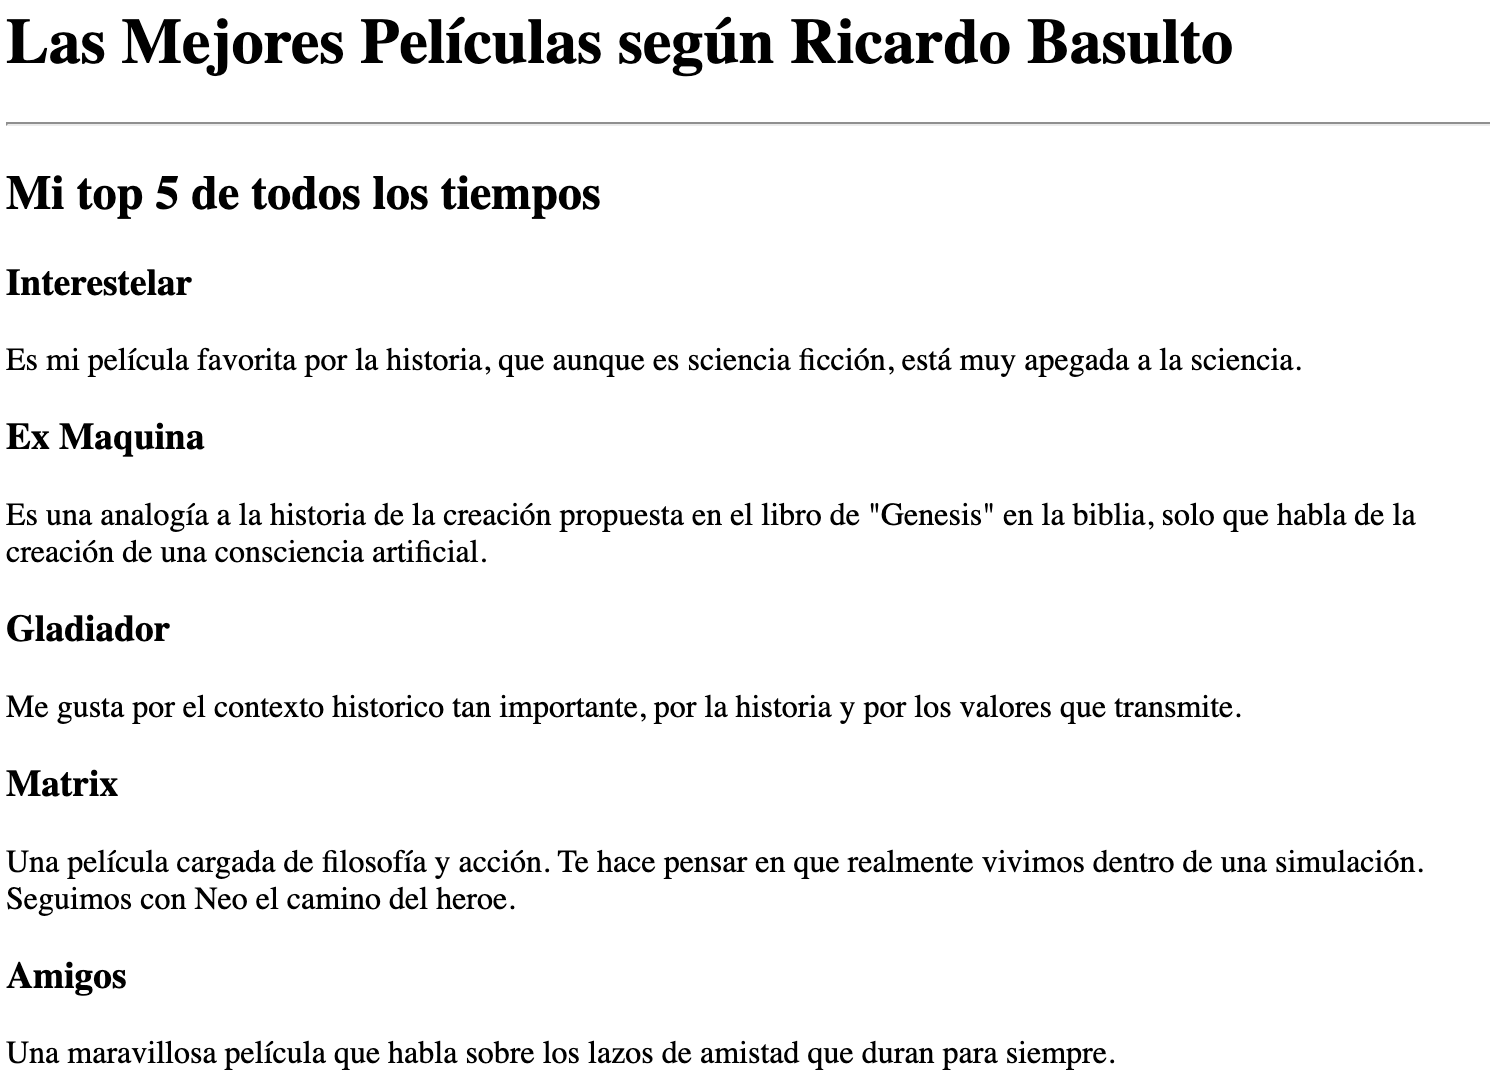 Las Mejores Películas según Ricardo Basulto
Mi top 5 de todos los tiempos
Interestelar
Es mi película favorita por la historia, que aunque es sciencia ficción, está muy apegada a la sciencia.
Ex Maquina
Es una analogía a la historia de la creación propuesta en el libro de "Genesis" en la biblia, solo que habla de la
creación de una consciencia artificial.
Gladiador
Me gusta por el contexto historico tan importante, por la historia y por los valores que transmite.
Matrix
Una película cargada de filosofía y acción. Te hace pensar en que realmente vivimos dentro de una simulación.
Seguimos con Neo el camino del heroe.
Amigos
Una maravillosa película que habla sobre los lazos de amistad que duran para siempre.